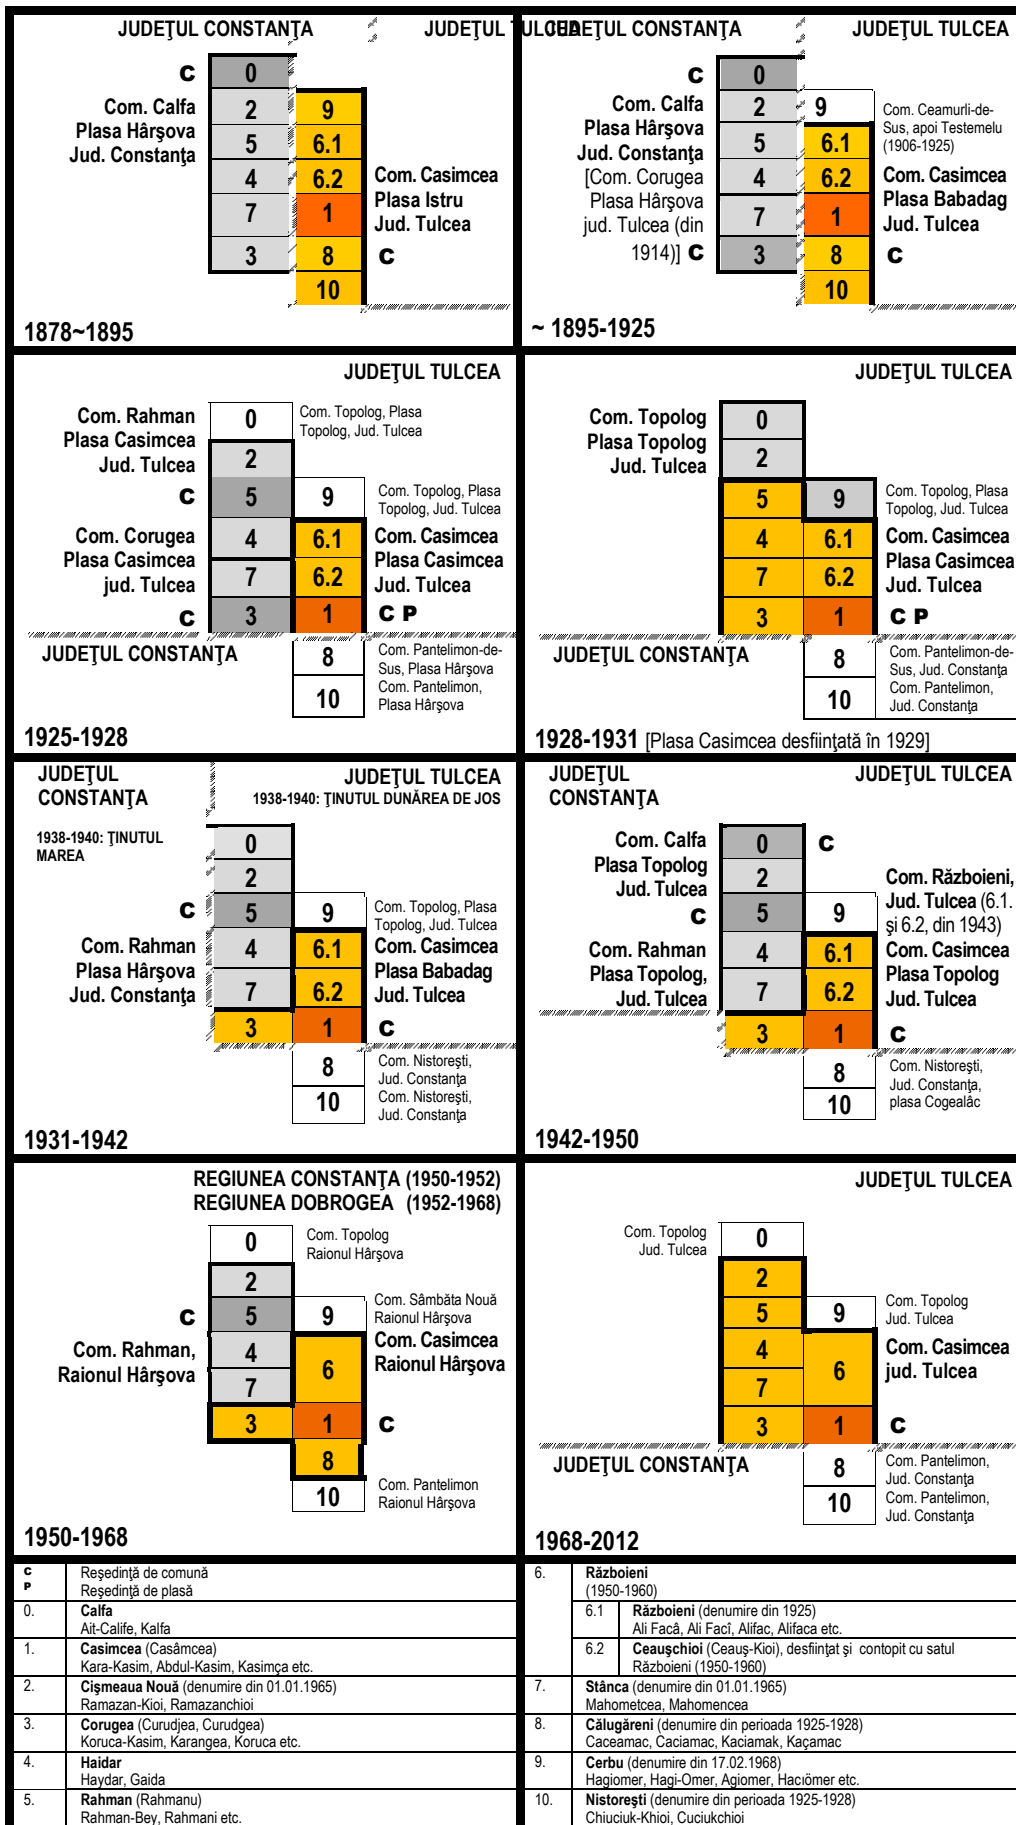 JUDEŢUL CONSTANŢA
JUDEŢUL TULCEA
C
Com. Calfa
Plasa Hârşova
Jud. Constanţa
0
2
5
4
7
3
9
6.1
6.2
1
8
10
Com. Casimcea
Plasa Istru
Jud. Tulcea
C
1878~1895
JUDEŢUL CONSTANŢA
JUDEŢUL TULCEA
C
Com. Calfa
Plasa Hârşova
Jud. Constanţa
[Com. Corugea
Plasa Hârşova
jud. Tulcea (din
1914)] C
0
2
5
4
7
3
9
6.1
6.2
1
8
10
Com. Ceamurli-de-
Sus, apoi Testemelu
(1906-1925)
Com. Casimcea
Plasa Babadag
Jud. Tulcea
C
~ 1895-1925
JUDEŢUL TULCEA
Com. Rahman
Plasa Casimcea
Jud. Tulcea
C
Com. Corugea
Plasa Casimcea
jud. Tulcea
C
0
2
5
4
7
3
Com. Topolog, Plasa
Topolog, Jud. Tulcea
9
6.1
6.2
1
Com. Topolog, Plasa
Topolog, Jud. Tulcea
Com. Casimcea
Plasa Casimcea
Jud. Tulcea
C P
JUDEŢUL CONSTANŢA
8
10
Com. Pantelimon-de-
Sus, Plasa Hârşova
Com. Pantelimon,
Plasa Hârşova
1925-1928
JUDEŢUL TULCEA
Com. Topolog
Plasa Topolog
Jud. Tulcea
0
2
5
4
7
3
9
6.1
6.2
1
Com. Topolog, Plasa
Topolog, Jud. Tulcea
Com. Casimcea
Plasa Casimcea
Jud. Tulcea
C P
JUDEŢUL CONSTANŢA
8
10
Com. Pantelimon-de-
Sus, Jud. Constanţa
Com. Pantelimon,
Jud. Constanţa
1928-1931 [Plasa Casimcea desfiinţată în 1929]
JUDEŢUL
CONSTANŢA
1938-1940: ŢINUTUL
MAREA
JUDEŢUL TULCEA
1938-1940: ŢINUTUL DUNĂREA DE JOS
C
Com. Rahman
Plasa Hârşova
Jud. Constanţa
0
2
5
4
7
3
9
6.1
6.2
1
8
10
Com. Topolog, Plasa
Topolog, Jud. Tulcea
Com. Casimcea
Plasa Babadag
Jud. Tulcea
C
Com. Nistoreşti,
Jud. Constanţa
Com. Nistoreşti,
Jud. Constanţa
1931-1942
JUDEŢUL
CONSTANŢA
JUDEŢUL TULCEA
Com. Calfa
Plasa Topolog
Jud. Tulcea
C
Com. Rahman
Plasa Topolog,
Jud. Tulcea
0
2
5
4
7
3
C
9
6.1
6.2
1
8
10
Com. Războieni,
Jud. Tulcea (6.1.
şi 6.2, din 1943)
Com. Casimcea
Plasa Topolog
Jud. Tulcea
C
Com. Nistoreşti,
Jud. Constanţa,
plasa Cogealâc
1942-1950
REGIUNEA CONSTANŢA (1950-1952)
REGIUNEA DOBROGEA (1952-1968)
C
Com. Rahman,
Raionul Hârşova
0
2
5
4
7
3
Com. Topolog
Raionul Hârşova
9
6
1
8
10
Com. Sâmbăta Nouă
Raionul Hârşova
Com. Casimcea
Raionul Hârşova
C
Com. Pantelimon
Raionul Hârşova
1950-1968
JUDEŢUL TULCEA
Com. Topolog
Jud. Tulcea
0
2
5
4
7
3
9
6
1
Com. Topolog
Jud. Tulcea
Com. Casimcea
jud. Tulcea
C
JUDEŢUL CONSTANŢA
8
10
Com. Pantelimon,
Jud. Constanţa
Com. Pantelimon,
Jud. Constanţa
1968-2012
C Reşedinţă de comună
P Reşedinţă de plasă
0. Calfa
Ait-Calife, Kalfa
1. Casimcea (Casâmcea)
Kara-Kasim, Abdul-Kasim, Kasimça etc.
2. Cişmeaua Nouă (denumire din 01.01.1965)
Ramazan-Kioi, Ramazanchioi
3. Corugea (Curudjea, Curudgea)
Koruca-Kasim, Karangea, Koruca etc.
4. Haidar
Haydar, Gaida
5. Rahman (Rahmanu)
Rahman-Bey, Rahmani etc.
6. Războieni
(1950-1960)
6.1 Războieni (denumire din 1925)
Ali Facâ, Ali Facî, Alifac, Alifaca etc.
6.2 Ceauşchioi (Ceauş-Kioi), desfiinţat şi contopit cu satul
Războieni (1950-1960)
7. Stânca (denumire din 01.01.1965)
Mahometcea, Mahomencea
8. Călugăreni (denumire din perioada 1925-1928)
Caceamac, Caciamac, Kaciamak, Kaçamac
9. Cerbu (denumire din 17.02.1968)
Hagiomer, Hagi-Omer, Agiomer, Hacıömer etc.
10. Nistoreşti (denumire din perioada 1925-1928)
Chiuciuk-Khioi, Cuciukchioi